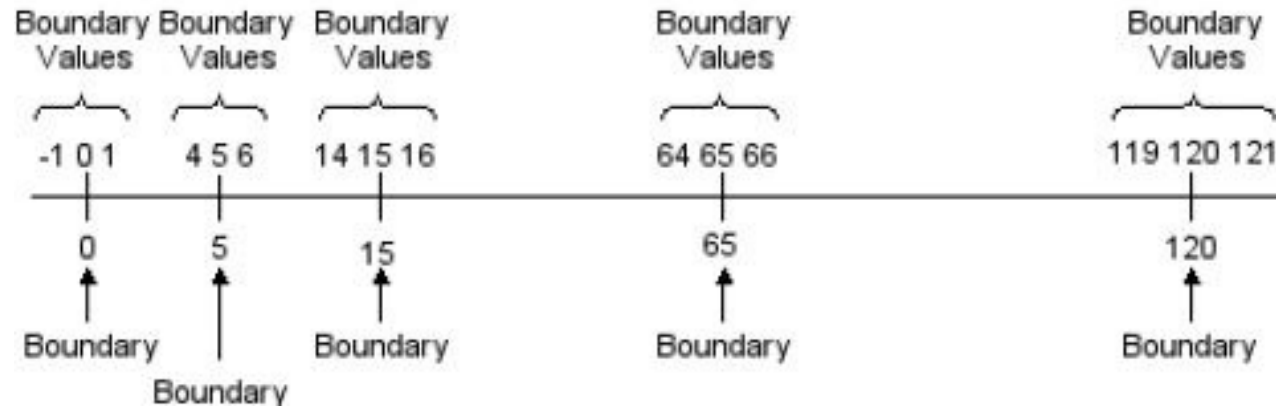 Boundary Boundary Boundary Boundary Boundary
Values Values Values Values Values
-1 0 1 4 5 6 14 15 16 64 65 66 119 120 121
0 5 15 65 120
Boundary Boundary Boundary Boundary
Boundary